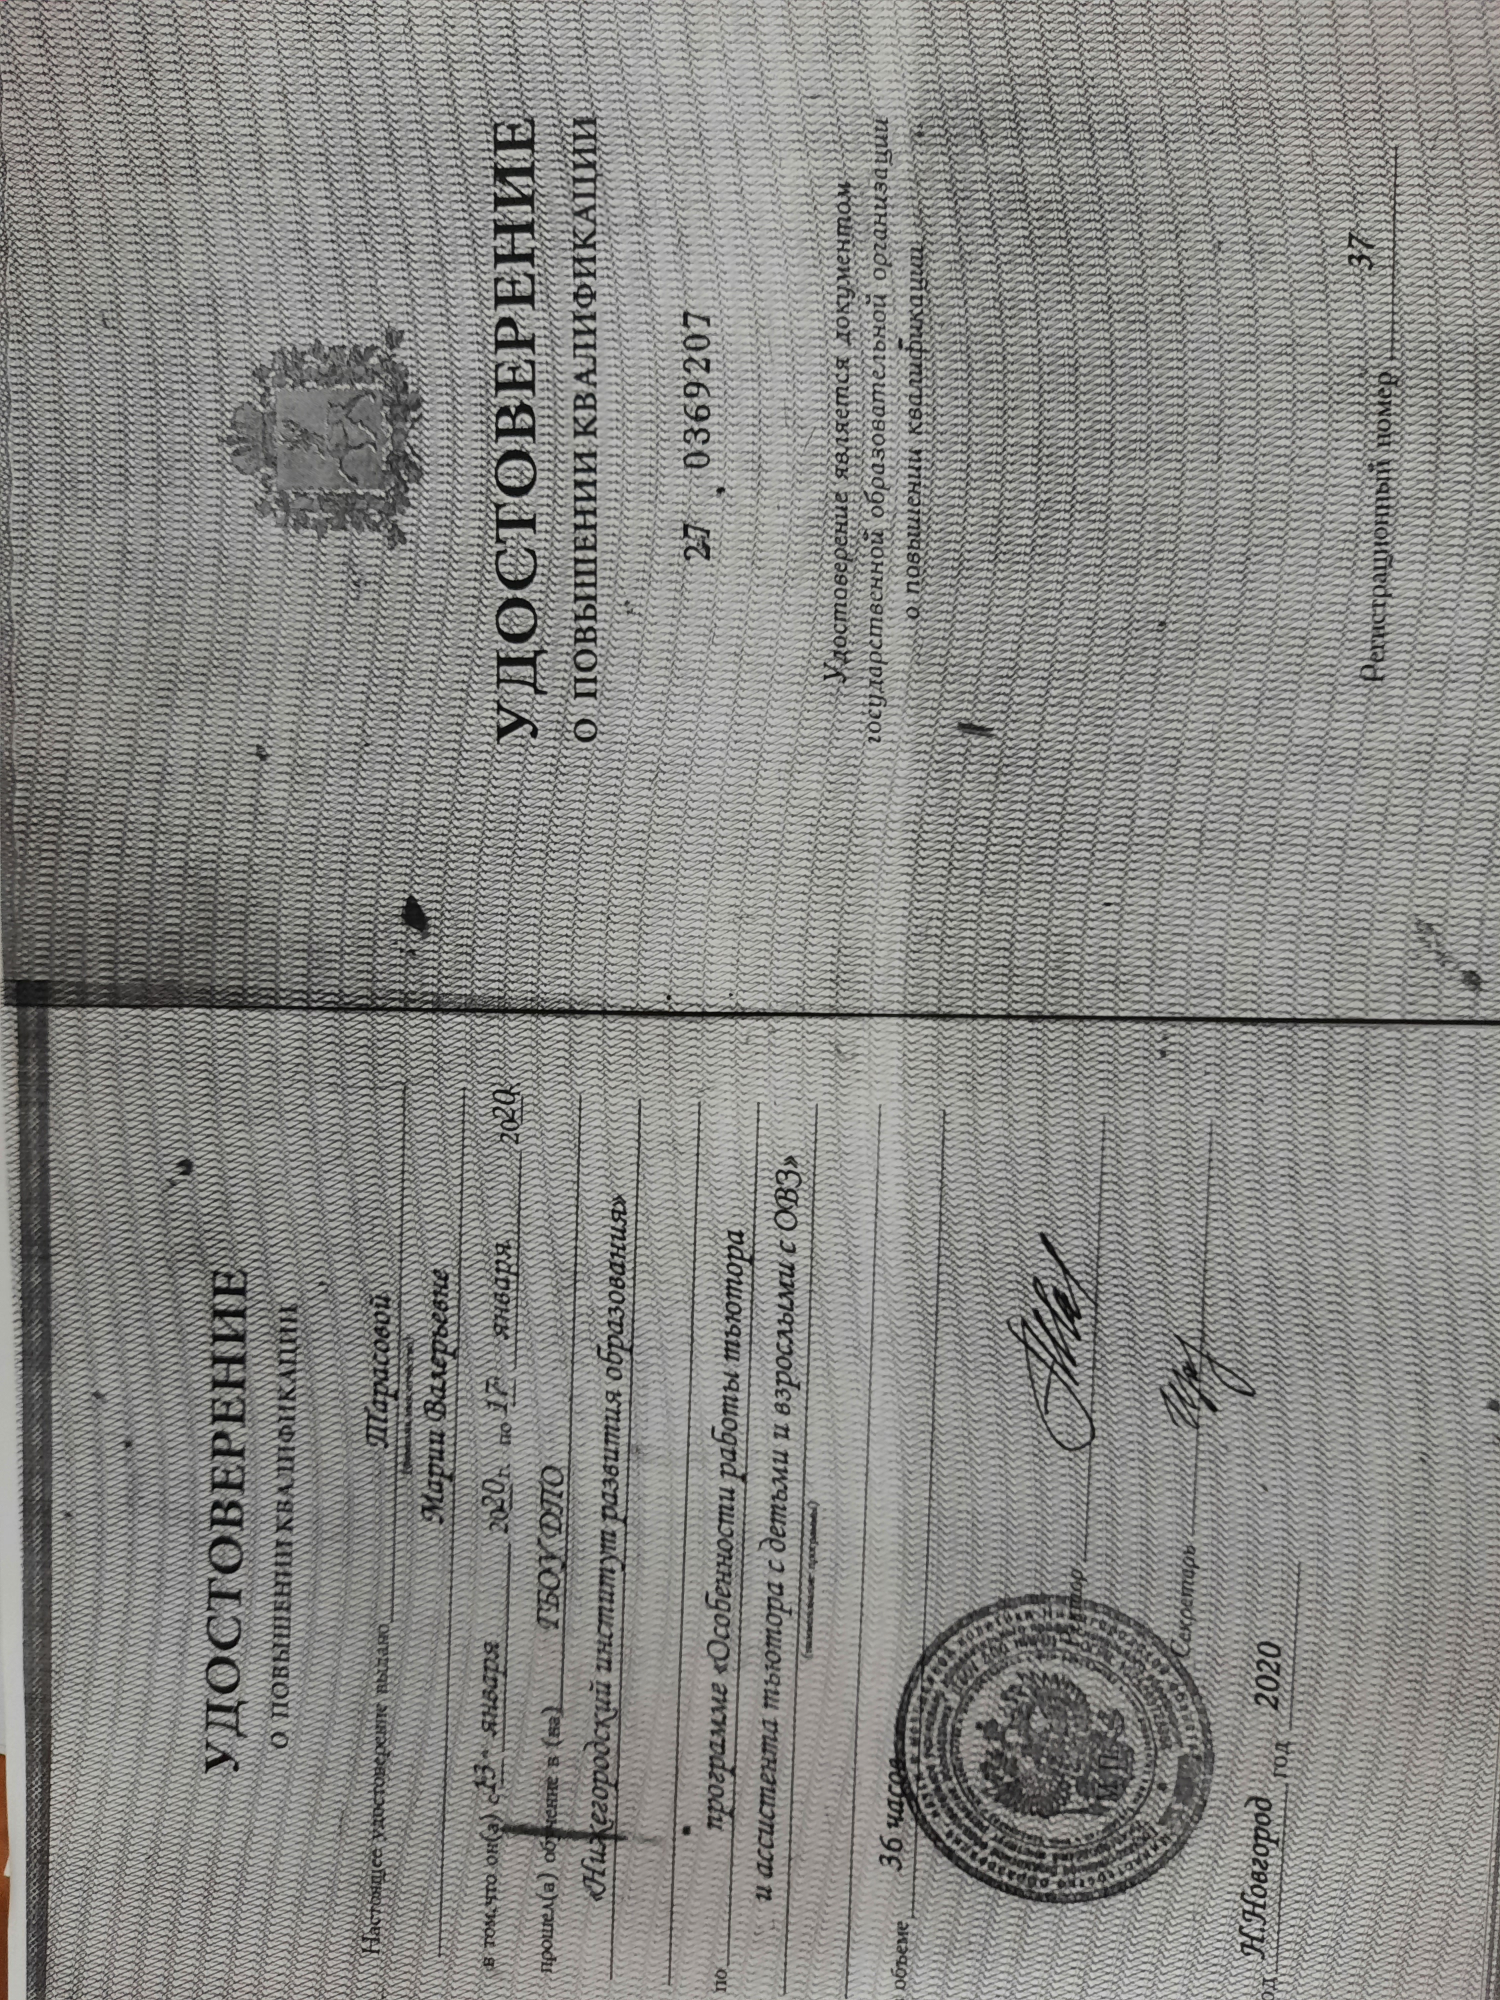 УДОСТОВЕРЕНИЕ
О ПОВЫШЕНИИ КВАЛИФИКАЦИИ
Настоящее удостоверение выдано Тарасовой
Марии Валерьевне
в том, что он(а) с 13 " января 2020 г. по 17 января 2020
прошел(а) обучение в (на) ГБОУ ДПО
«Нижегородский институт развития образования»
по программе «Особенности работы тьютора
и ассистента тьютора с детьми и взрослыми с ОВЗ»
(наименование программы)
объеме 36 часов
Ректор
Секретарь
Н.Новгород год 2020
УДОСТОВЕРЕНИЕ
О ПОВЫШЕНИИ КВАЛИФИКАЦИИ
27 0369207
Удостоверение является документом
государственной образовательной организации
о повышении квалификации
Регистрационный номер 37